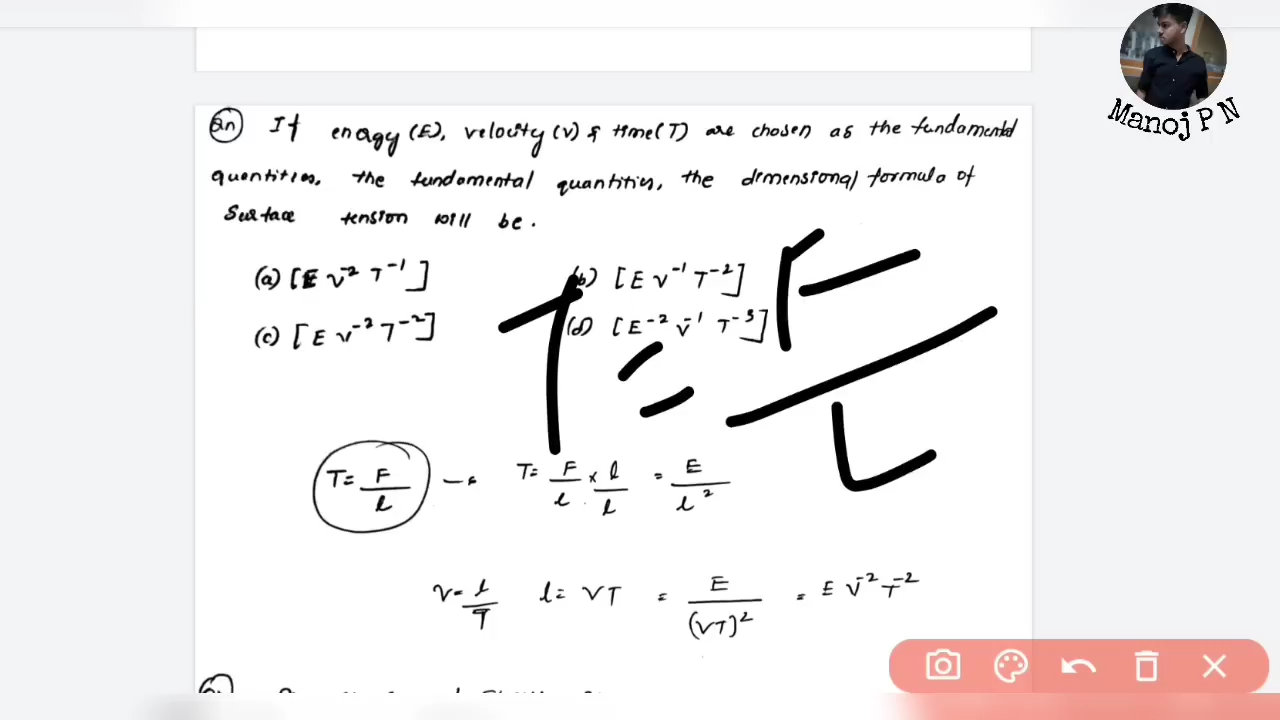 Manoj P N
Qn If enagy (E), velocity (v) & time(T) are chosen as the fundamental
quantities, the fundamental quantities, the dimensional formula of
Surface tension will be.
(a) [E v⁻² T⁻¹] (b) [E v⁻¹ T⁻²]
(c) [E v⁻² T⁻²] (d) [E⁻² v⁻¹ T⁻³]
T = F/L
T = F/l → T = F/l × l/l = E/l²
v = l/T l = VT = E/(VT)² = E V⁻² T⁻²